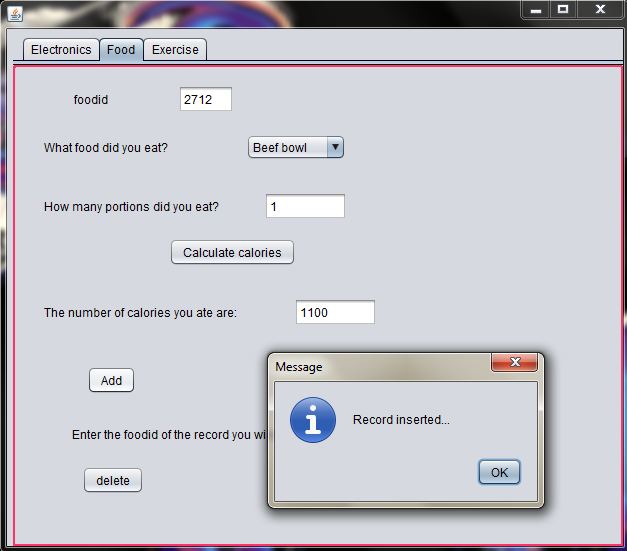 Electronics Food Exercise
foodid 2712
What food did you eat? Beef bowl
How many portions did you eat? 1
Calculate calories
The number of calories you ate are: 1100
Message
Add
Record inserted...
Enter the foodid of the record you
OK
delete